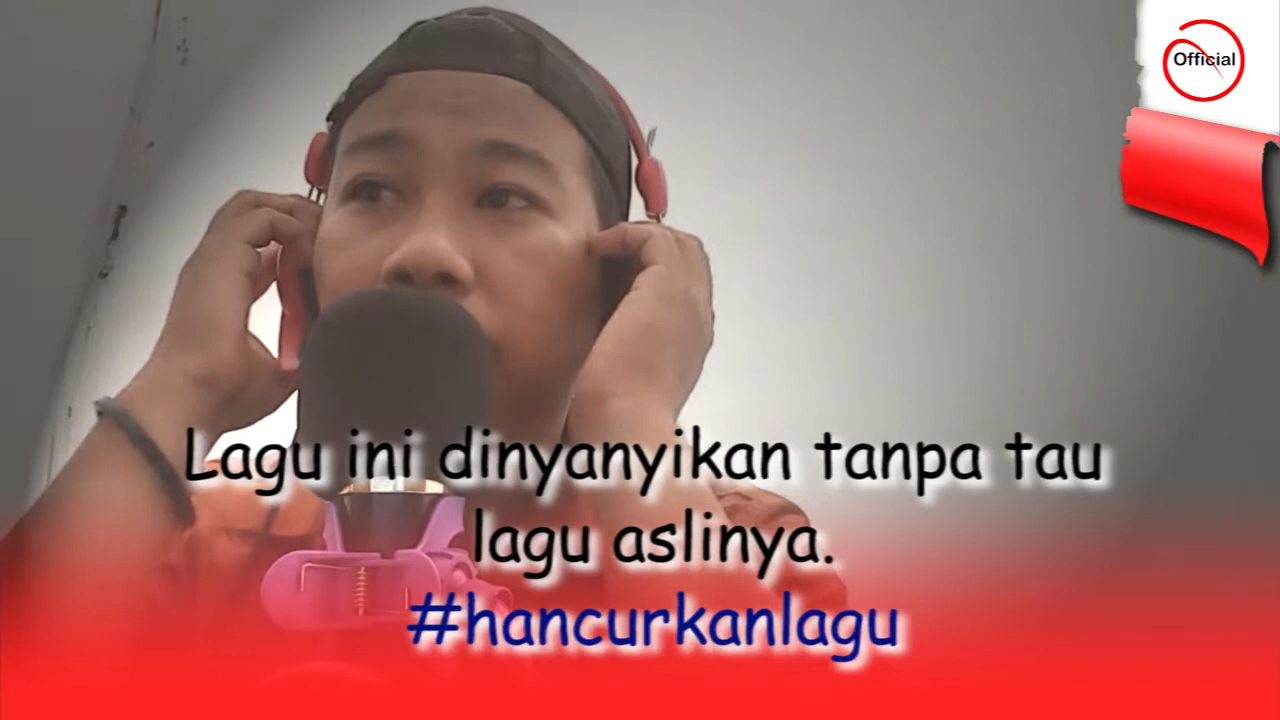 Official
Lagu ini dinyanyikan tanpa tau
lagu aslinya.
#hancurkanlagu